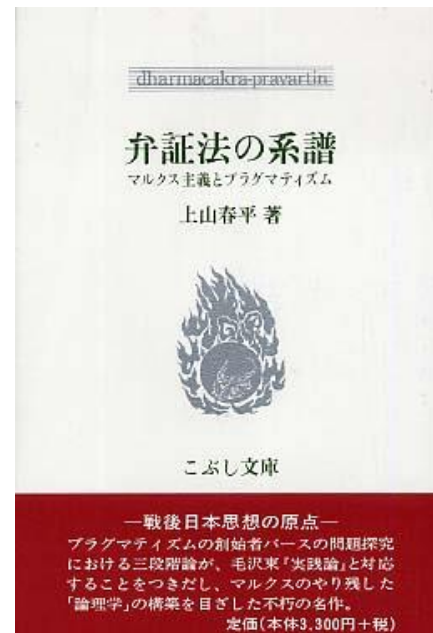 dharmacakra-pravartin
弁証法の系譜
マルクス主義とプラグマティズム
上山春平 著
こぶし文庫
―戦後日本思想の原点―
プラグマティズムの創始者パースの問題探究
における三段階論が、毛沢東『実践論』と対応
することをつきだし、マルクスのやり残した
「論理学」の構築を目ざした不朽の名作。
定価(本体3,300円+税)